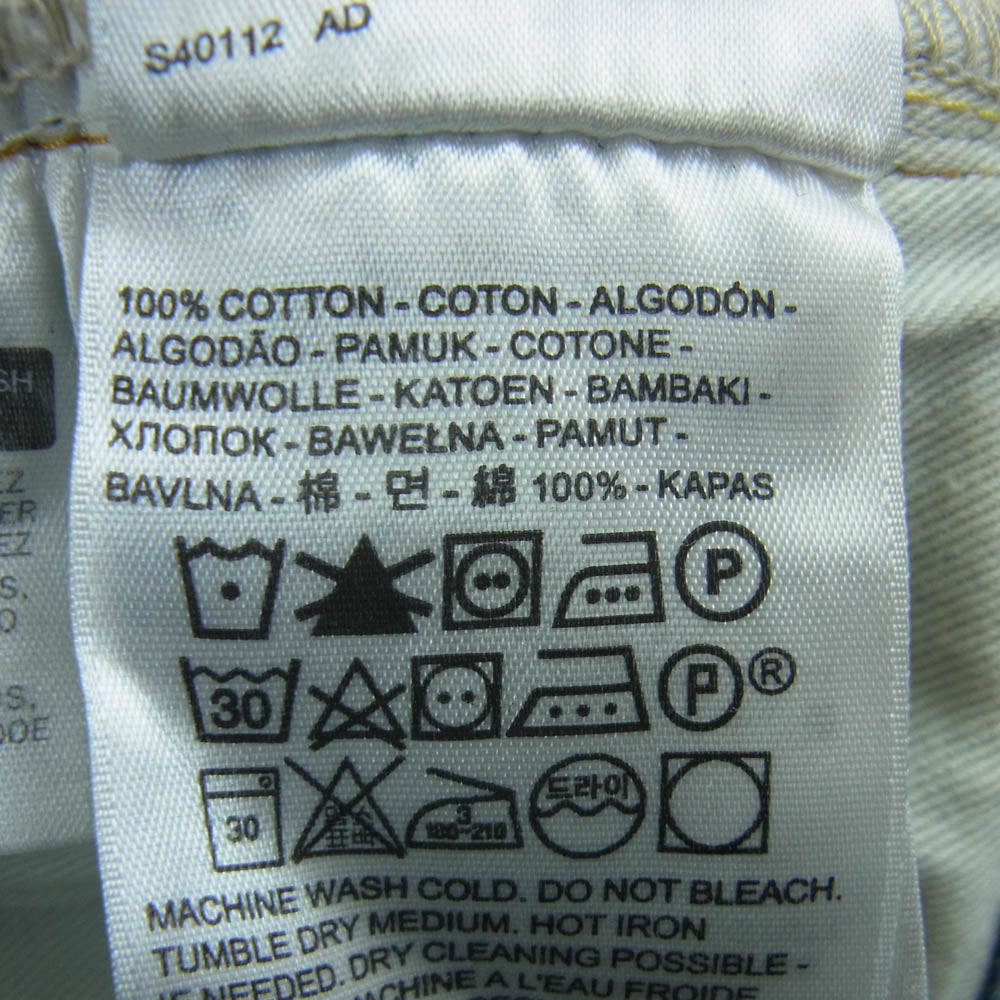 S40112 AD
100% COTTON - COTON - ALGODÓN -
ALGODÃO - PAMUK - COTONE -
BAUMWOLLE - KATOEN - BAMBAKI -
ХЛОПОК - BAWEŁNA - PAMUT -
BAVLNA - 棉 - 면 - 綿 100% - KAPAS
P
30 P ®
30 3 180~210 드라이
MACHINE WASH COLD. DO NOT BLEACH.
TUMBLE DRY MEDIUM. HOT IRON
IF NEEDED. DRY CLEANING POSSIBLE -
MACHINE A L'EAU FROIDE